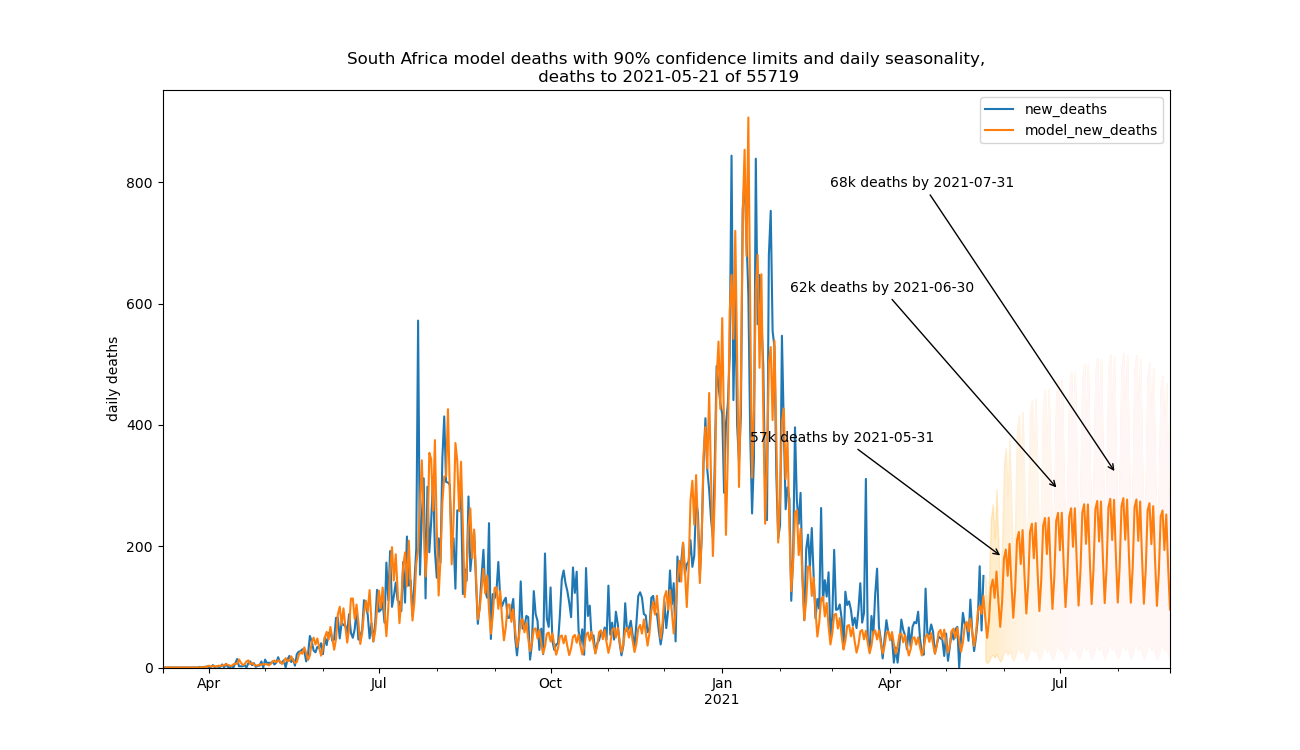 South Africa model deaths with 90% confidence limits and daily seasonality,
deaths to 2021-05-21 of 55719
new_deaths
model_new_deaths
800
68k deaths by 2021-07-31
600
62k deaths by 2021-06-30
daily deaths
400
57k deaths by 2021-05-31
200
0
Apr Jul Oct Jan Apr Jul
2021